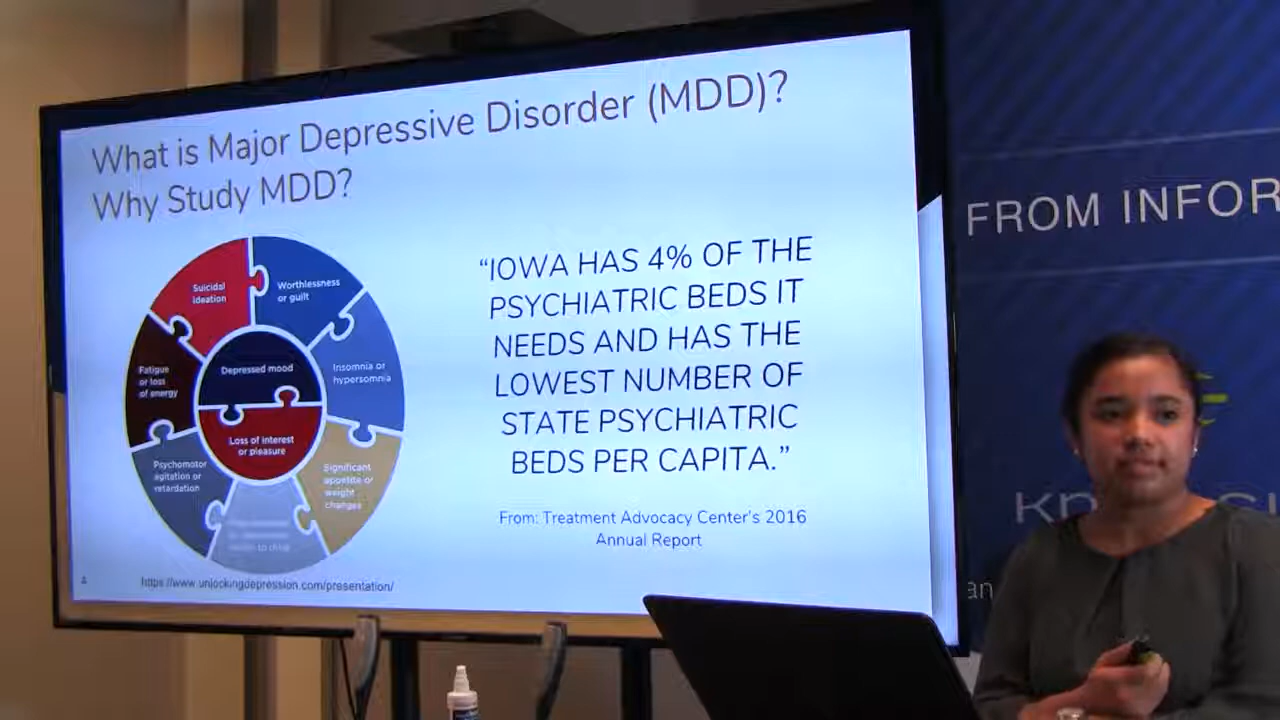 What is Major Depressive Disorder (MDD)?
Why Study MDD?
Suicidal
ideation
Worthlessness
or guilt
Fatigue
or loss
of energy
Depressed mood
Insomnia or
hypersomnia
Loss of interest
or pleasure
Psychomotor
agitation or
retardation
Significant
appetite or
weight
changes
“IOWA HAS 4% OF THE
PSYCHIATRIC BEDS IT
NEEDS AND HAS THE
LOWEST NUMBER OF
STATE PSYCHIATRIC
BEDS PER CAPITA.”
From: Treatment Advocacy Center's 2016
Annual Report
https://www.unlockingdepression.com/presentation/
FROM INFOR
an